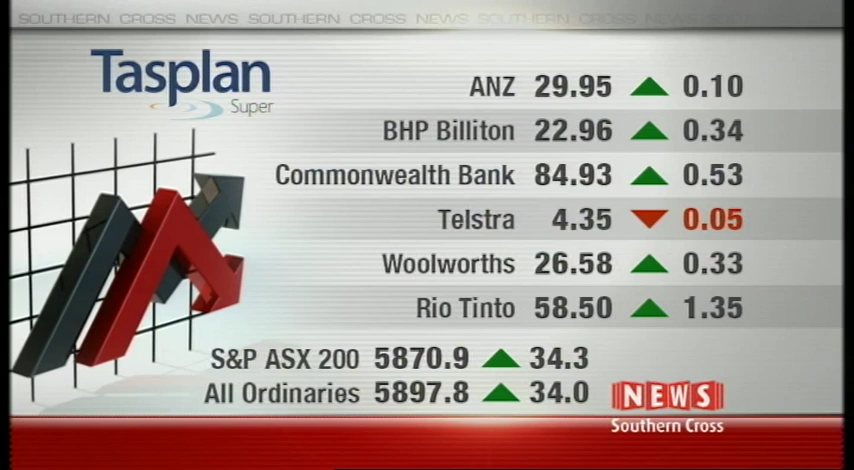 SOUTHERN CROSS NEWS SOUTHERN CROSS NEWS SOUTHERN CROSS NEWS
Tasplan
Super
ANZ 29.95 ▲ 0.10
BHP Billiton 22.96 ▲ 0.34
Commonwealth Bank 84.93 ▲ 0.53
Telstra 4.35 ▼ 0.05
Woolworths 26.58 ▲ 0.33
Rio Tinto 58.50 ▲ 1.35
S&P ASX 200 5870.9 ▲ 34.3
All Ordinaries 5897.8 ▲ 34.0
NEWS
Southern Cross